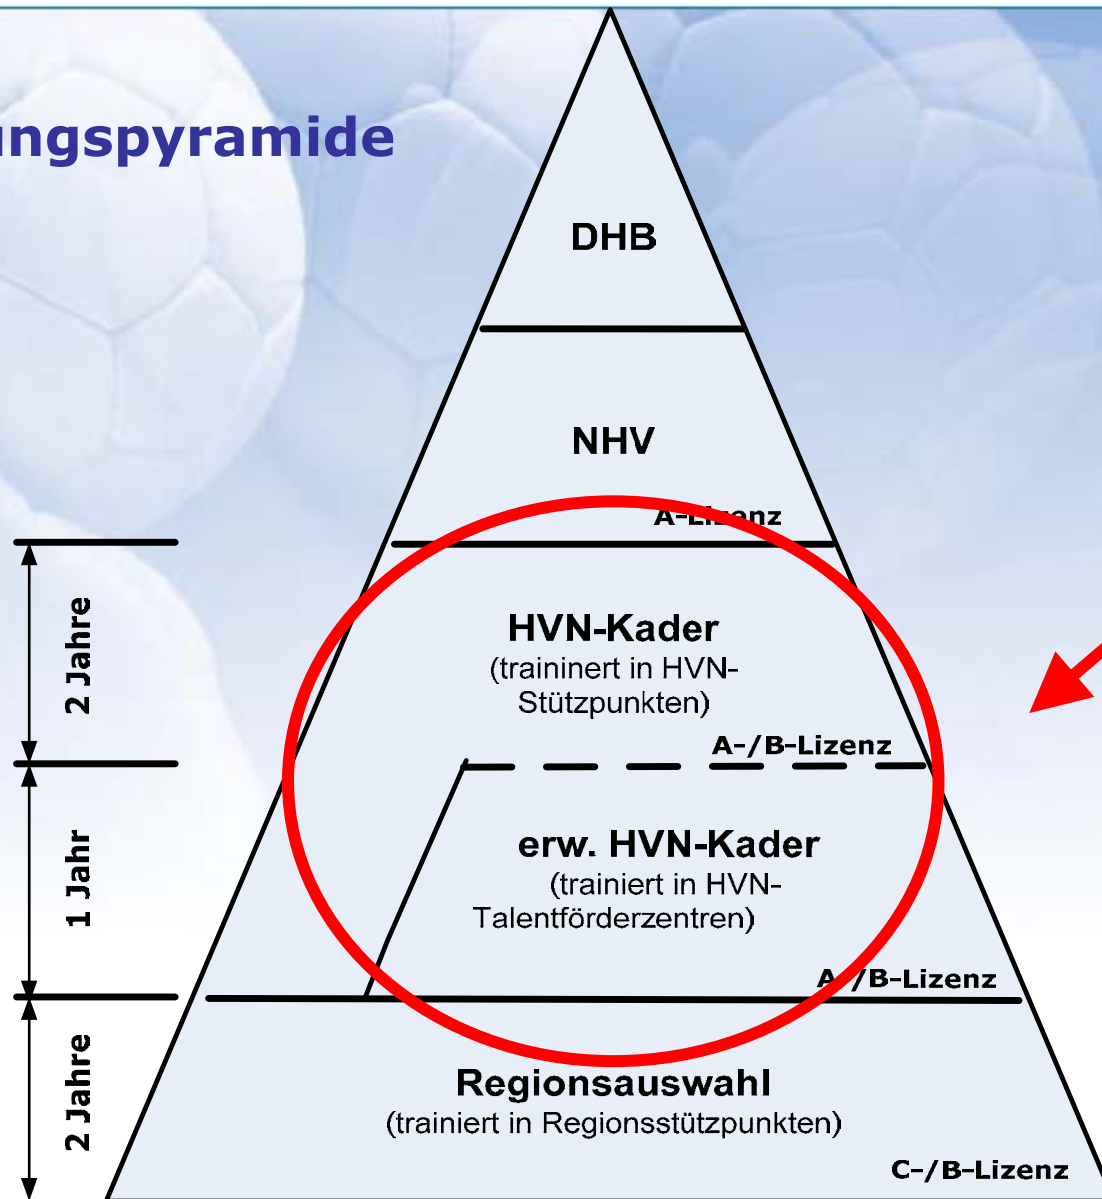 ungspyramide
DHB
NHV
A-Lizenz
2 Jahre
HVN-Kader
(traininert in HVN-
Stützpunkten)
A-/B-Lizenz
1 Jahr
erw. HVN-Kader
(trainiert in HVN-
Talentförderzentren)
A-/B-Lizenz
2 Jahre
Regionsauswahl
(trainiert in Regionsstützpunkten)
C-/B-Lizenz